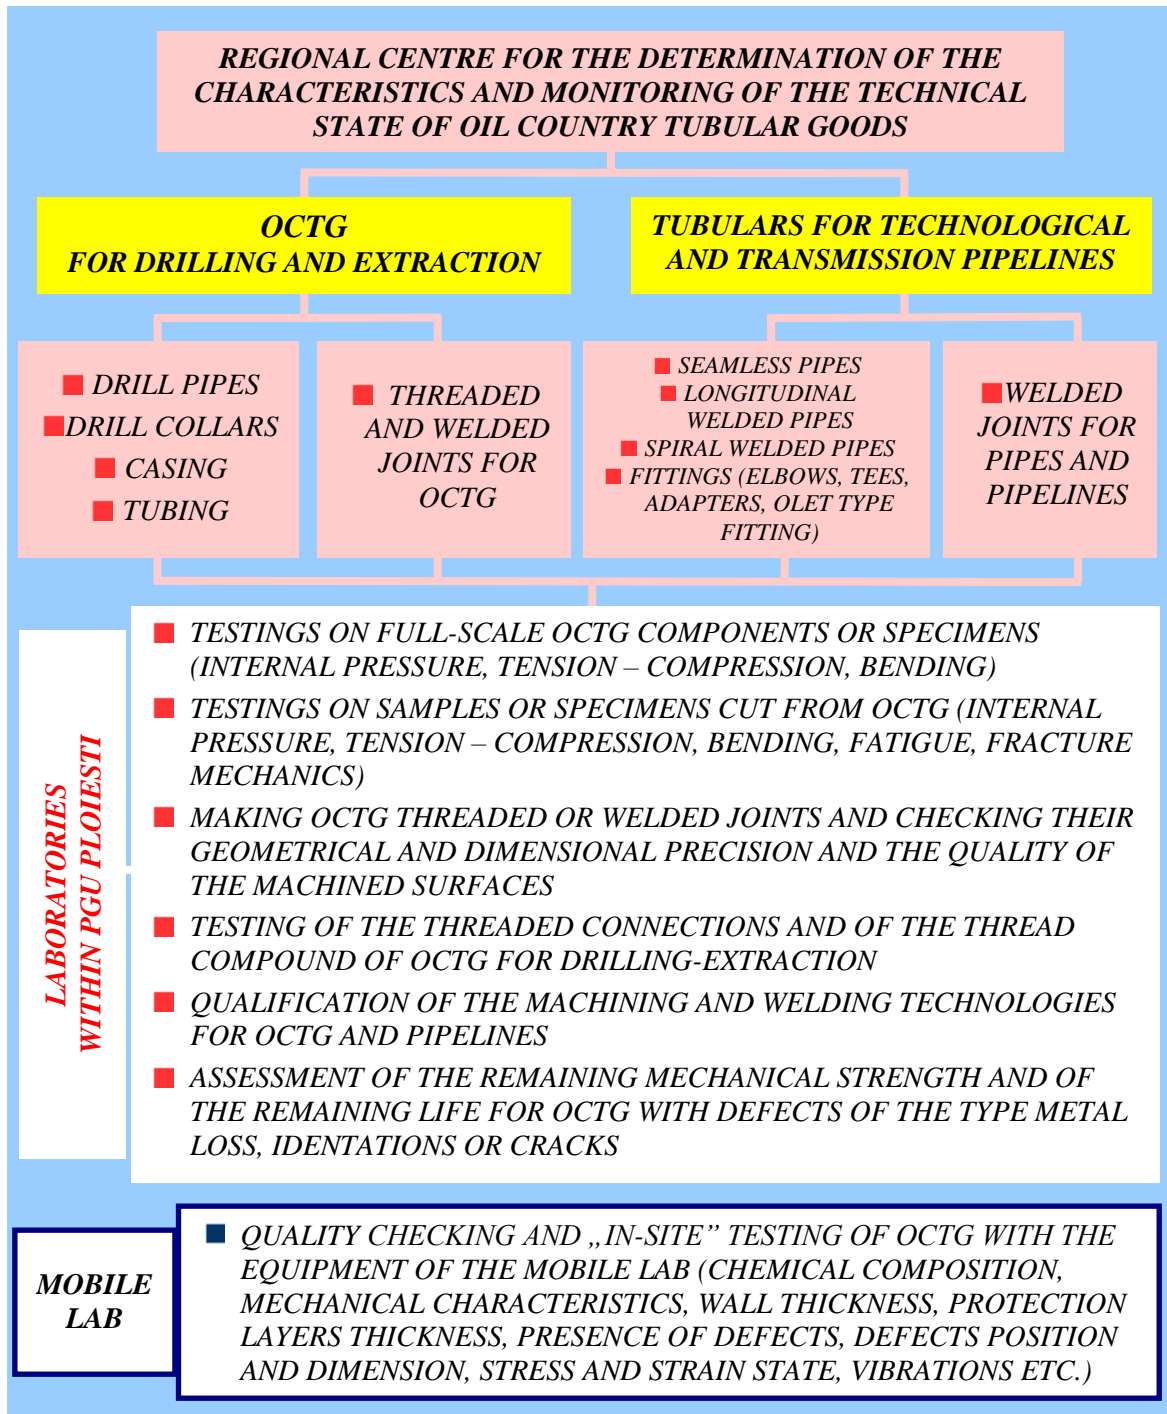 REGIONAL CENTRE FOR THE DETERMINATION OF THE
CHARACTERISTICS AND MONITORING OF THE TECHNICAL
STATE OF OIL COUNTRY TUBULAR GOODS
OCTG
FOR DRILLING AND EXTRACTION
TUBULARS FOR TECHNOLOGICAL
AND TRANSMISSION PIPELINES
DRILL PIPES
DRILL COLLARS
CASING
TUBING
THREADED
AND WELDED
JOINTS FOR
OCTG
SEAMLESS PIPES
LONGITUDINAL
WELDED PIPES
SPIRAL WELDED PIPES
FITTINGS (ELBOWS, TEES,
ADAPTERS, OLET TYPE
FITTING)
WELDED
JOINTS FOR
PIPES AND
PIPELINES
LABORATORIES
WITHIN PGU PLOIESTI
TESTINGS ON FULL-SCALE OCTG COMPONENTS OR SPECIMENS
(INTERNAL PRESSURE, TENSION – COMPRESSION, BENDING)
TESTINGS ON SAMPLES OR SPECIMENS CUT FROM OCTG (INTERNAL
PRESSURE, TENSION – COMPRESSION, BENDING, FATIGUE, FRACTURE
MECHANICS)
MAKING OCTG THREADED OR WELDED JOINTS AND CHECKING THEIR
GEOMETRICAL AND DIMENSIONAL PRECISION AND THE QUALITY OF
THE MACHINED SURFACES
TESTING OF THE THREADED CONNECTIONS AND OF THE THREAD
COMPOUND OF OCTG FOR DRILLING-EXTRACTION
QUALIFICATION OF THE MACHINING AND WELDING TECHNOLOGIES
FOR OCTG AND PIPELINES
ASSESSMENT OF THE REMAINING MECHANICAL STRENGTH AND OF
THE REMAINING LIFE FOR OCTG WITH DEFECTS OF THE TYPE METAL
LOSS, IDENTATIONS OR CRACKS
MOBILE
LAB
QUALITY CHECKING AND „IN-SITE” TESTING OF OCTG WITH THE
EQUIPMENT OF THE MOBILE LAB (CHEMICAL COMPOSITION,
MECHANICAL CHARACTERISTICS, WALL THICKNESS, PROTECTION
LAYERS THICKNESS, PRESENCE OF DEFECTS, DEFECTS POSITION
AND DIMENSION, STRESS AND STRAIN STATE, VIBRATIONS ETC.)